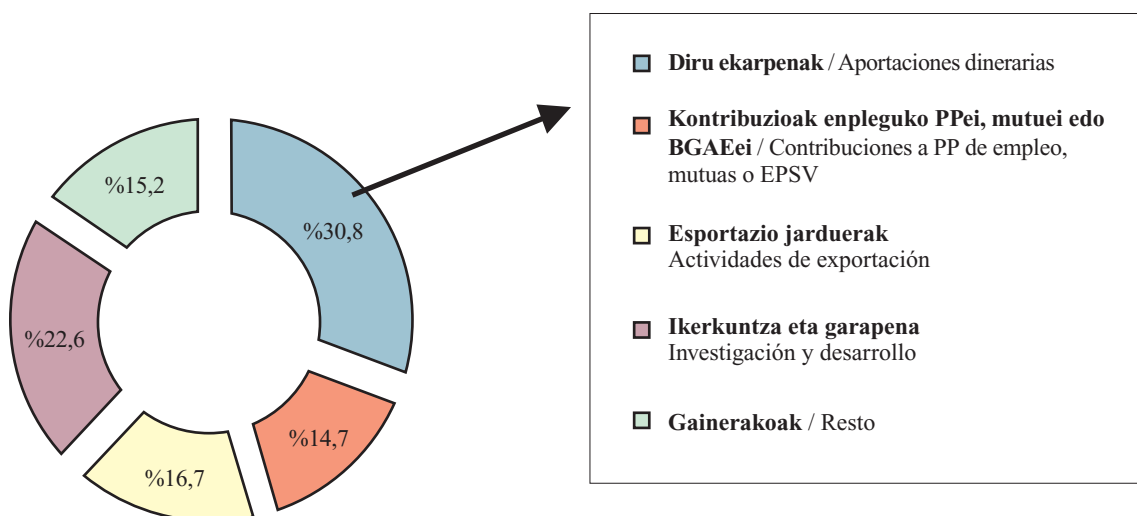 %15,2
%30,8
%22,6
%14,7
%16,7
Diru ekarpenak / Aportaciones dinerarias
Kontribuzioak enpleguko PPei, mutuei edo
BGAEei / Contribuciones a PP de empleo,
mutuas o EPSV
Esportazio jarduerak
Actividades de exportación
Ikerkuntza eta garapena
Investigación y desarrollo
Gainerakoak / Resto